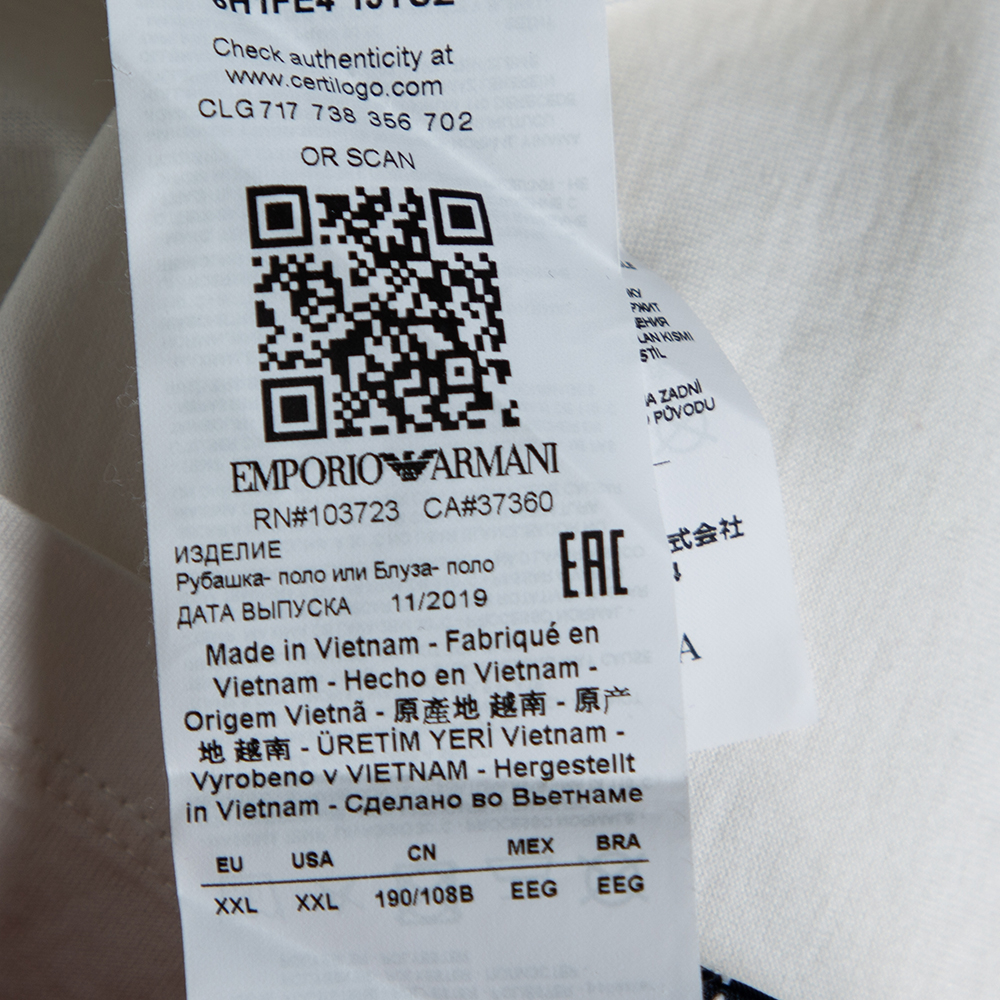 Check authenticity at
www.certilogo.com
CLG 717 738 356 702
OR SCAN
EMPORIO ARMANI
RN#103723 CA#37360
ИЗДЕЛИЕ
Рубашка- поло или Блуза- поло
ДАТА ВЫПУСКА 11/2019
EAC
Made in Vietnam - Fabriqué en
Vietnam - Hecho en Vietnam -
Origem Vietnã - 原產地 越南 - 原产
地 越南 - ÜRETİM YERİ Vietnam -
Vyrobeno v VIETNAM - Hergestellt
in Vietnam - Сделано во Вьетнаме
EU USA CN MEX BRA
XXL XXL 190/108B EEG EEG
KISMI
ZADNÍ
PŮVODU
式会社
A